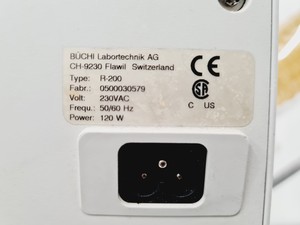 BÜCHI Labortechnik AG
CH-9230 Flawil Switzerland
Type: R-200
Fabr.: 0500030579
Volt: 230VAC
Frequ.: 50/60 Hz
Power: 120 W
CE
C US